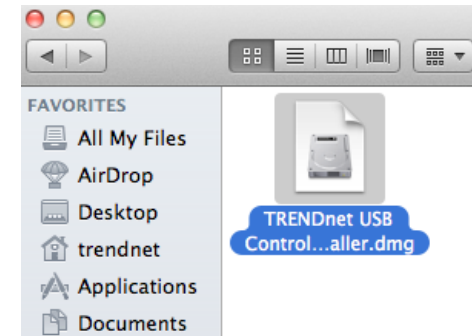 FAVORITES
All My Files
AirDrop
Desktop
trendnet
Applications
Documents
TRENDnet USB
Control...aller.dmg